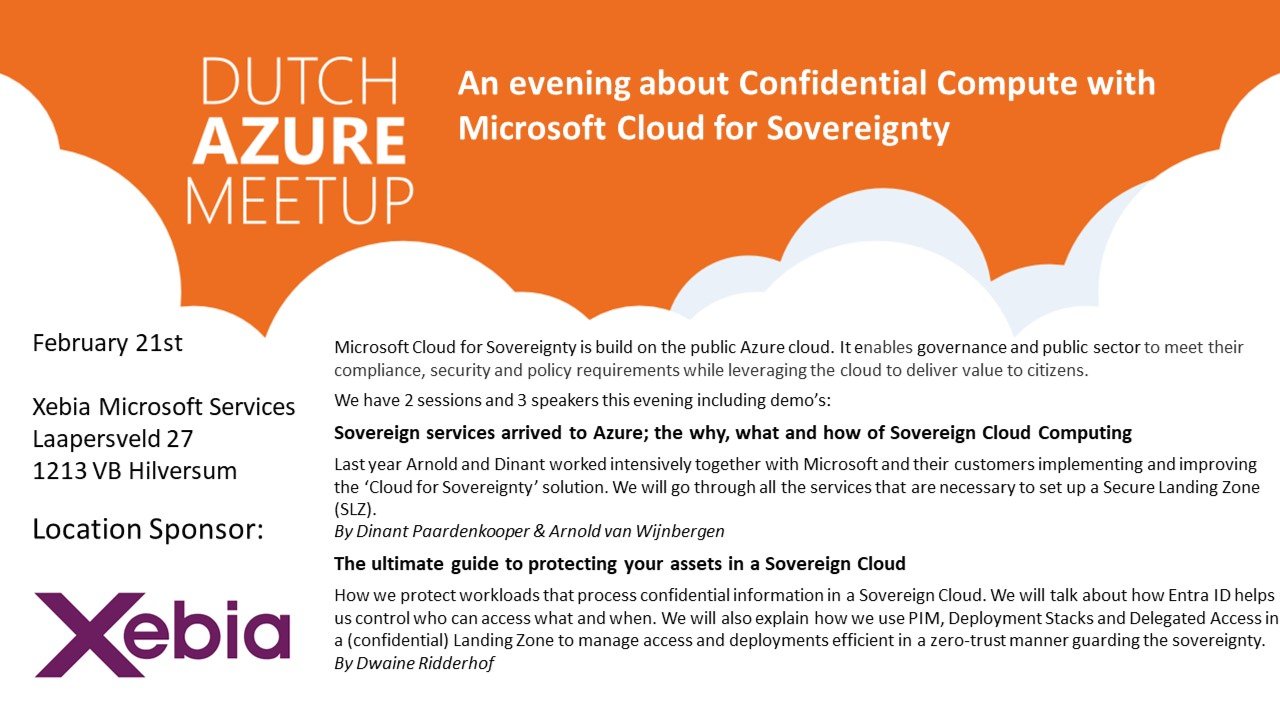 DUTCH
AZURE
MEETUP
An evening about Confidential Compute with
Microsoft Cloud for Sovereignty
February 21st
Xebia Microsoft Services
Laapersveld 27
1213 VB Hilversum
Location Sponsor:
Xebia
Microsoft Cloud for Sovereignty is build on the public Azure cloud. It enables governance and public sector to meet their
compliance, security and policy requirements while leveraging the cloud to deliver value to citizens.
We have 2 sessions and 3 speakers this evening including demo’s:
Sovereign services arrived to Azure; the why, what and how of Sovereign Cloud Computing
Last year Arnold and Dinant worked intensively together with Microsoft and their customers implementing and improving
the ‘Cloud for Sovereignty’ solution. We will go through all the services that are necessary to set up a Secure Landing Zone
(SLZ).
By Dinant Paardenkooper & Arnold van Wijnbergen
The ultimate guide to protecting your assets in a Sovereign Cloud
How we protect workloads that process confidential information in a Sovereign Cloud. We will talk about how Entra ID helps
us control who can access what and when. We will also explain how we use PIM, Deployment Stacks and Delegated Access in
a (confidential) Landing Zone to manage access and deployments efficient in a zero-trust manner guarding the sovereignty.
By Dwaine Ridderhof